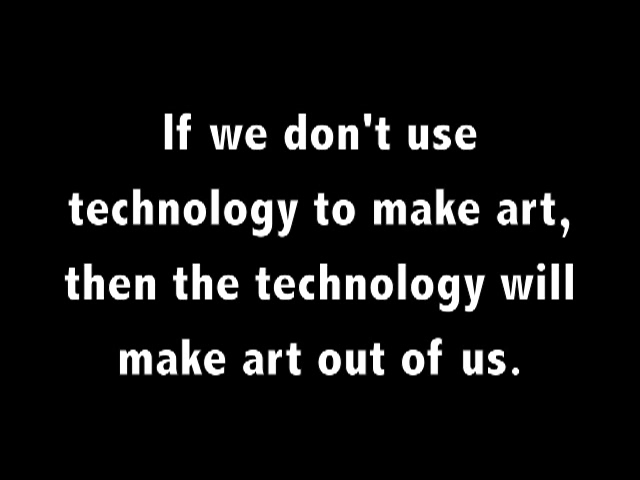 If we don't use
technology to make art,
then the technology will
make art out of us.